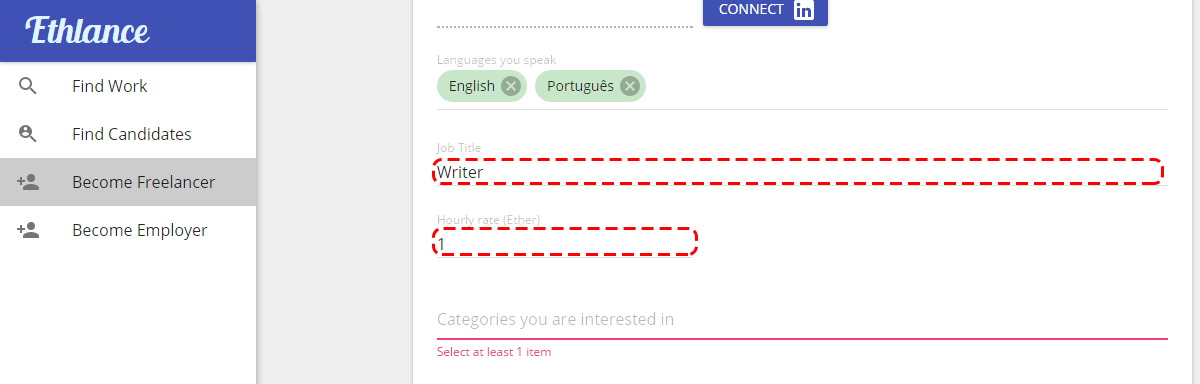 Ethlance
Find Work
Find Candidates
Become Freelancer
Become Employer
CONNECT in
Languages you speak
English Português
Job Title
Writer
Hourly rate (Ether)
1
Categories you are interested in
Select at least 1 item